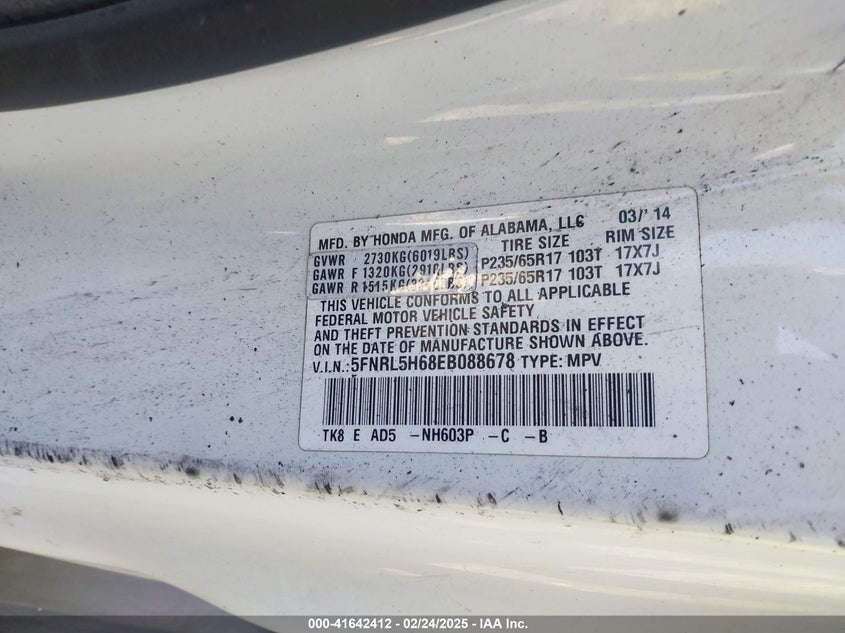 MFD. BY HONDA MFG. OF ALABAMA, LLC 03/'14
TIRE SIZE RIM SIZE
GVWR 2730KG(6019LBS)
GAWR F 1320KG(2910LBS) P235/65R17 103T 17X7J
GAWR R 1515KG( P235/65R17 103T 17X7J
THIS VEHICLE CONFORMS TO ALL APPLICABLE
FEDERAL MOTOR VEHICLE SAFETY
AND THEFT PREVENTION STANDARDS IN EFFECT
ON THE DATE OF MANUFACTURE SHOWN ABOVE.
V.I.N.:5FNRL5H68EB088678 TYPE:MPV
TK8 E AD5 -NH603P -C -B
000-41642412 - 02/24/2025 - IAA Inc.